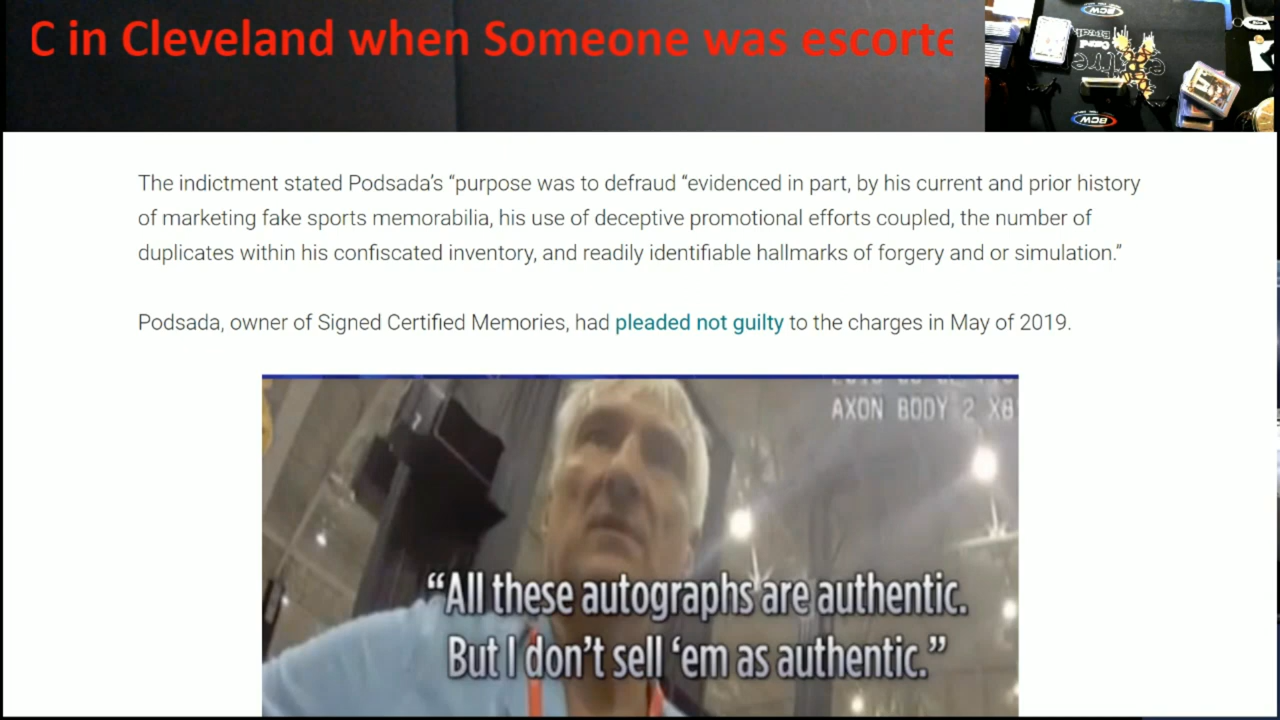 C in Cleveland when Someone was escorte
BCW
BCW
The indictment stated Podsada’s “purpose was to defraud “evidenced in part, by his current and prior history
of marketing fake sports memorabilia, his use of deceptive promotional efforts coupled, the number of
duplicates within his confiscated inventory, and readily identifiable hallmarks of forgery and or simulation.”
Podsada, owner of Signed Certified Memories, had pleaded not guilty to the charges in May of 2019.
AXON BODY 2 X8
“All these autographs are authentic.
But I don’t sell ‘em as authentic.”